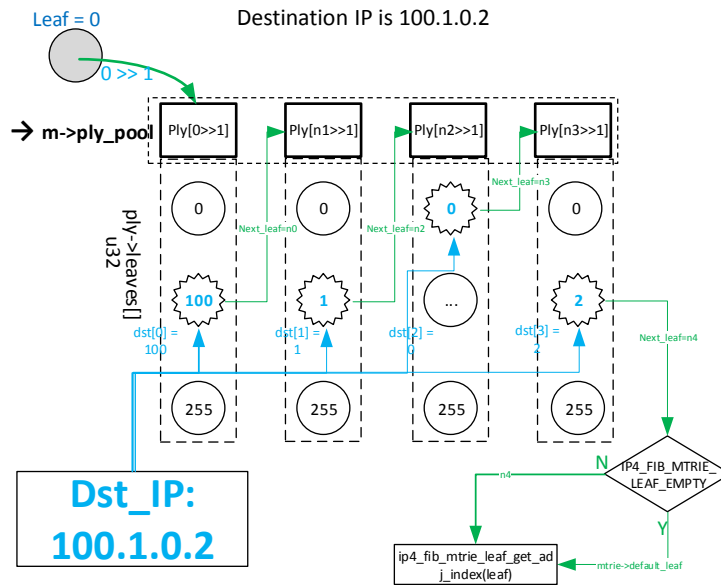 Leaf = 0
Destination IP is 100.1.0.2
0 >> 1
→ m->ply_pool
Ply[0>>1]
Ply[n1>>1]
Ply[n2>>1]
Ply[n3>>1]
ply->leaves[]
u32
0
0
0
0
Next_leaf=n0
Next_leaf=n2
Next_leaf=n3
100
1
...
2
dst[0] =
100
dst[1] =
1
dst[2] =
0
dst[3] =
2
Next_leaf=n4
255
255
255
255
Dst_IP:
100.1.0.2
N
IP4_FIB_MTRIE_
LEAF_EMPTY
n4
Y
ip4_fib_mtrie_leaf_get_ad
j_index(leaf)
mtrie->default_leaf